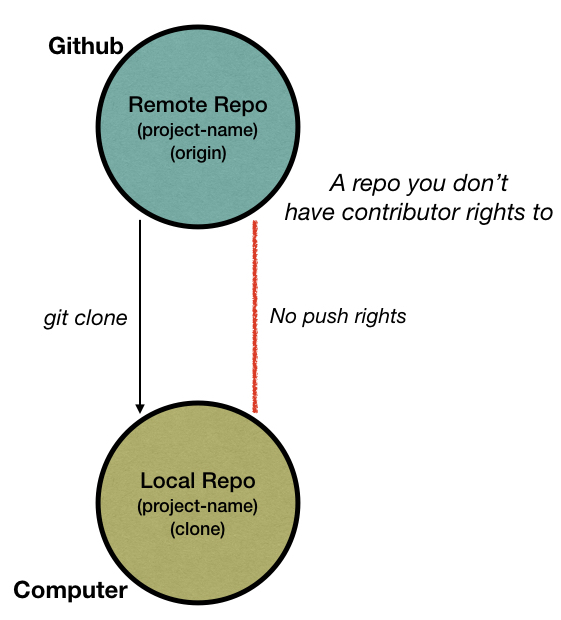 Github
Remote Repo
(project-name)
(origin)
A repo you don’t
have contributor rights to
git clone
No push rights
Local Repo
(project-name)
(clone)
Computer